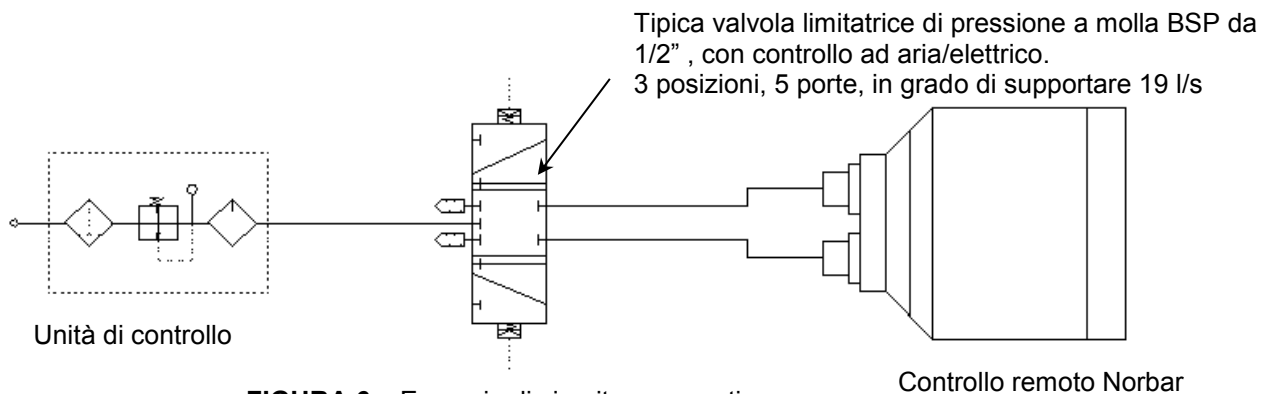 Tipica valvola limitatrice di pressione a molla BSP da
1/2” , con controllo ad aria/elettrico.
3 posizioni, 5 porte, in grado di supportare 19 l/s
Unità di controllo
Controllo remoto Norbar